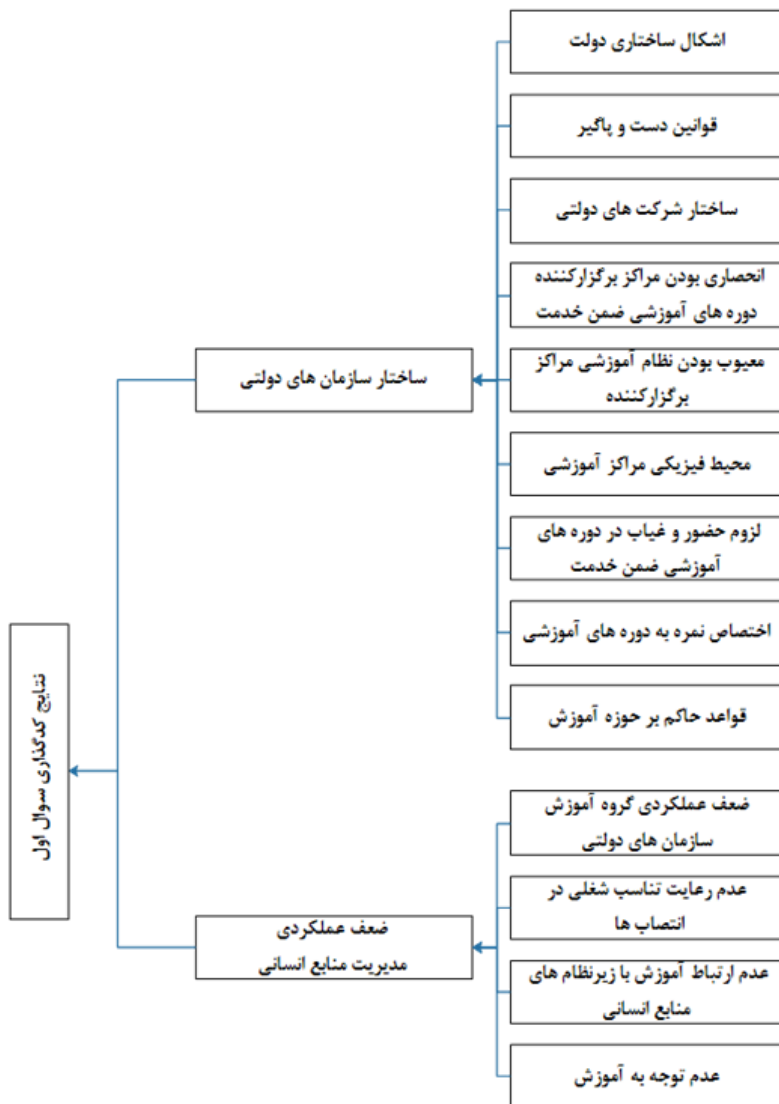 اشکال ساختاری دولت
قوانین دست و پاگیر
ساختار شرکت های دولتی
انحصاری بودن مراکز برگزارکننده
دوره های آموزشی ضمن خدمت
معیوب بودن نظام آموزشی مراکز
برگزارکننده
محیط فیزیکی مراکز آموزشی
لزوم حضور و غیاب در دوره های
آموزشی ضمن خدمت
اختصاص نمره به دوره های آموزشی
قواعد حاکم بر حوزه آموزش
ساختار سازمان های دولتی
ضعف عملکردی گروه آموزش
سازمان های دولتی
عدم رعایت تناسب شغلی در
انتصاب ها
عدم ارتباط آموزش با زیرنظام های
منابع انسانی
عدم توجه به آموزش
ضعف عملکردی
مدیریت منابع انسانی
نتایج کدگذاری سوال اول